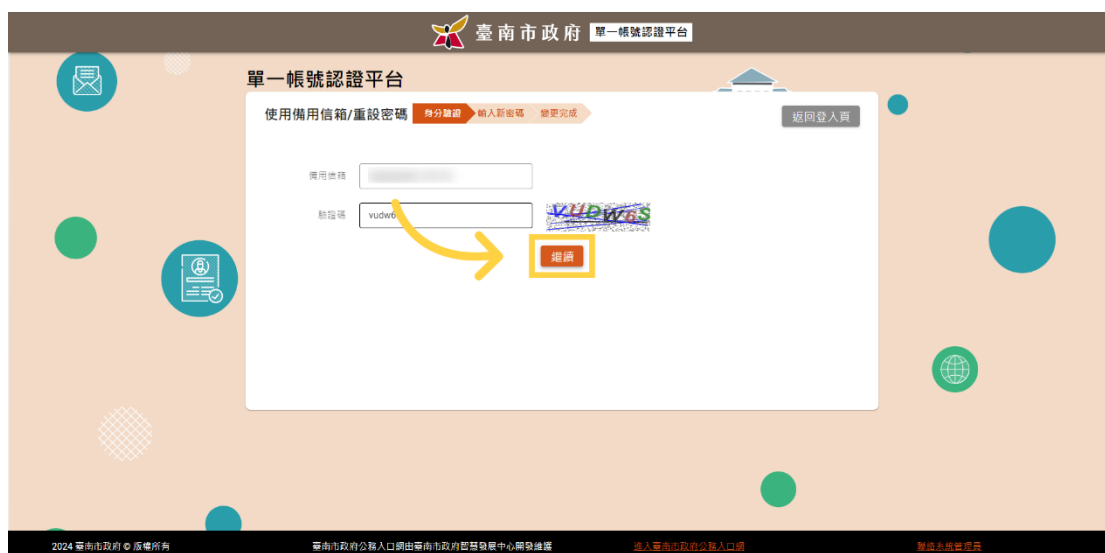 臺南市政府 單一帳號認證平台
單一帳號認證平台
使用備用信箱/重設密碼 身分驗證 輸入新密碼 變更完成 返回登入頁
備用信箱
驗證碼 vudw6 VUDW6S
繼續
2024 臺南市政府 © 版權所有 臺南市政府公務入口網由臺南市政府智慧發展中心開發維護 進入臺南市政府公務入口網 聯絡系統管理員